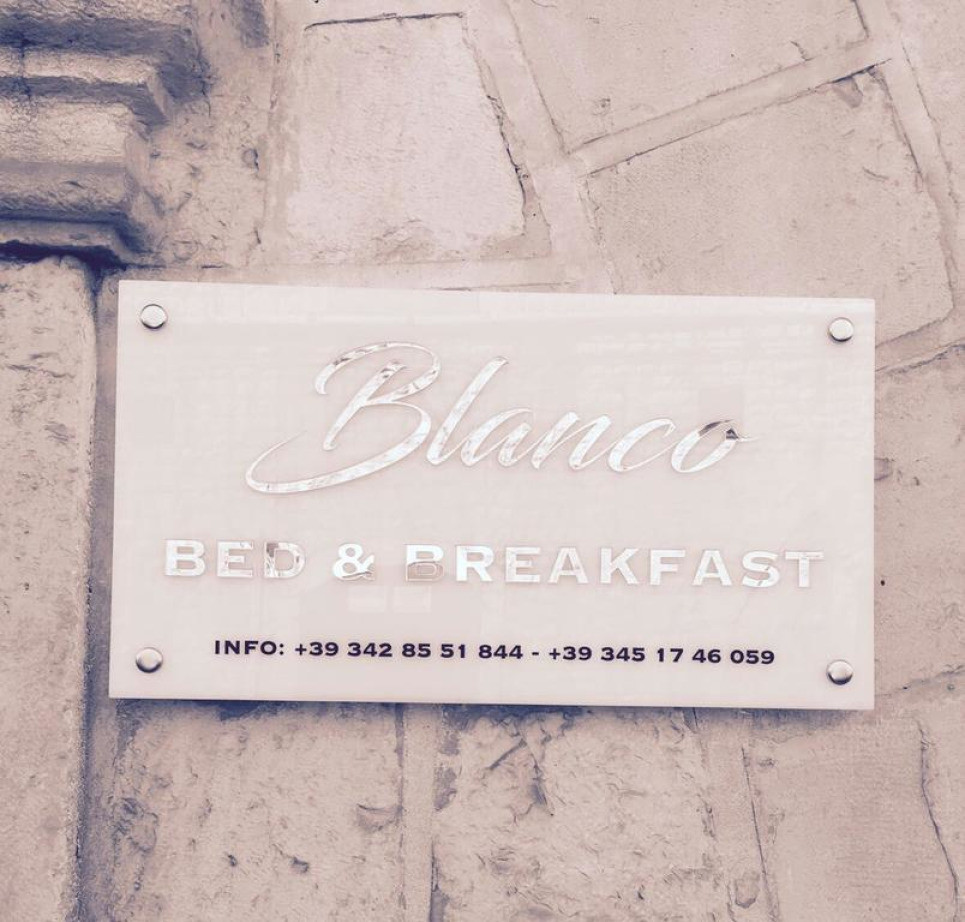 Blanco
BED & BREAKFAST
INFO: +39 342 85 51 844 - +39 345 17 46 059